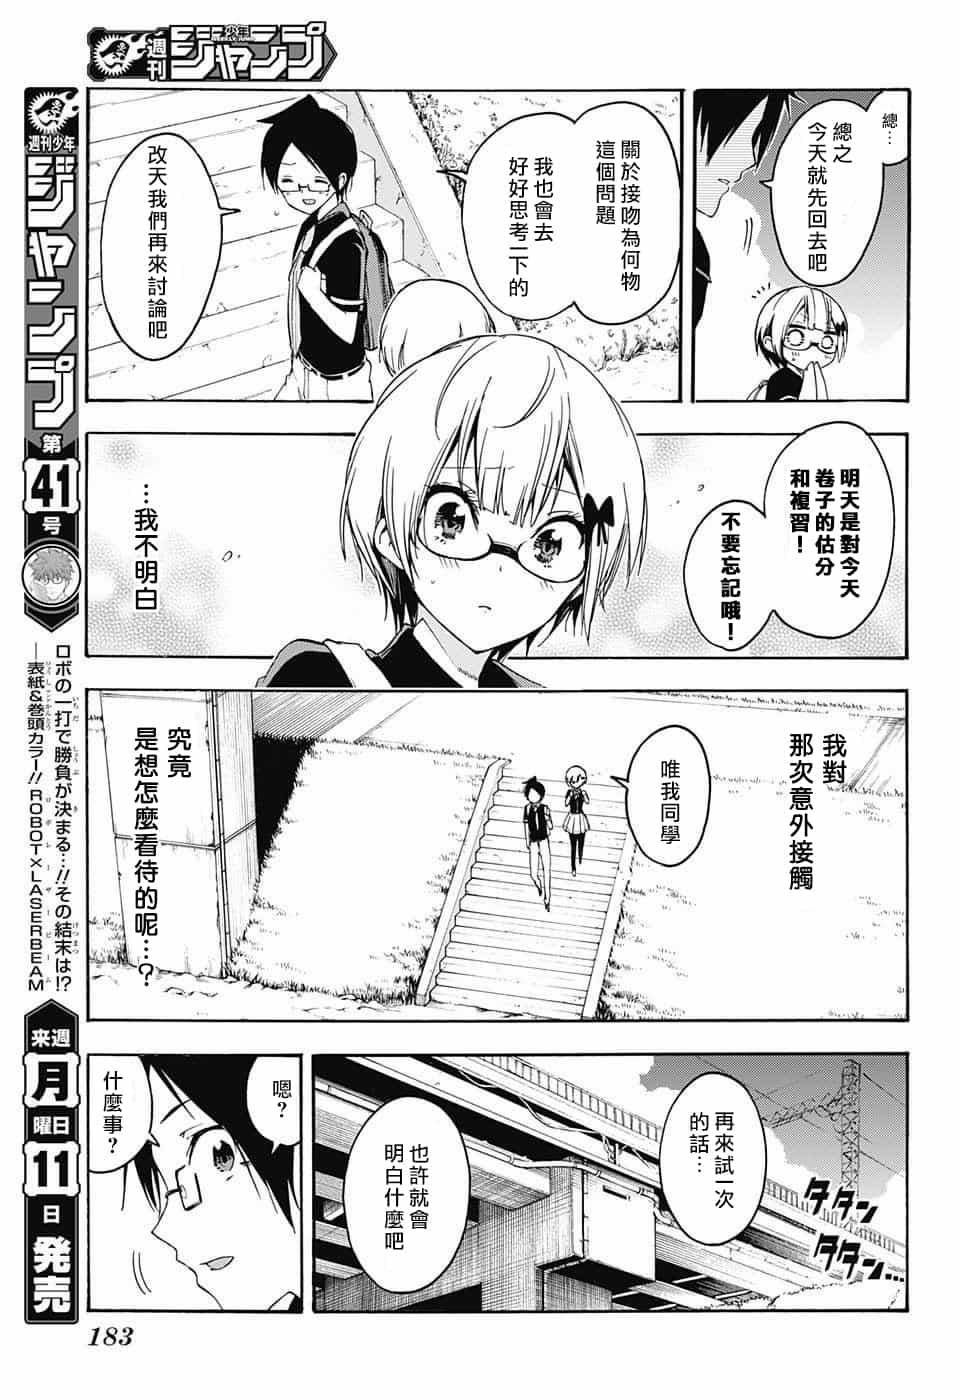 週刊
少年
ジャンプ
總…
總之
今天就先回去吧
關於接吻為何物
這個問題
我也會去
好好思考一下的
改天我們再來討論吧
明天是對今天
卷子的估分
和複習！
不要忘記哦！
…我不明白
我對
那次意外接觸
唯我同學
究竟
是想怎麼看待的呢…？
再來試一次
的話…
タタン
タタン…
也許就會
明白什麼吧
嗯？
什麼事？
週刊少年
ジャンプ
第
41
号
ロボの一打で勝負が決まる…!!その結末は!?
―表紙&巻頭カラー!! ROBOT×LASERBEAM
来週
月
曜日
11
日
発売
183